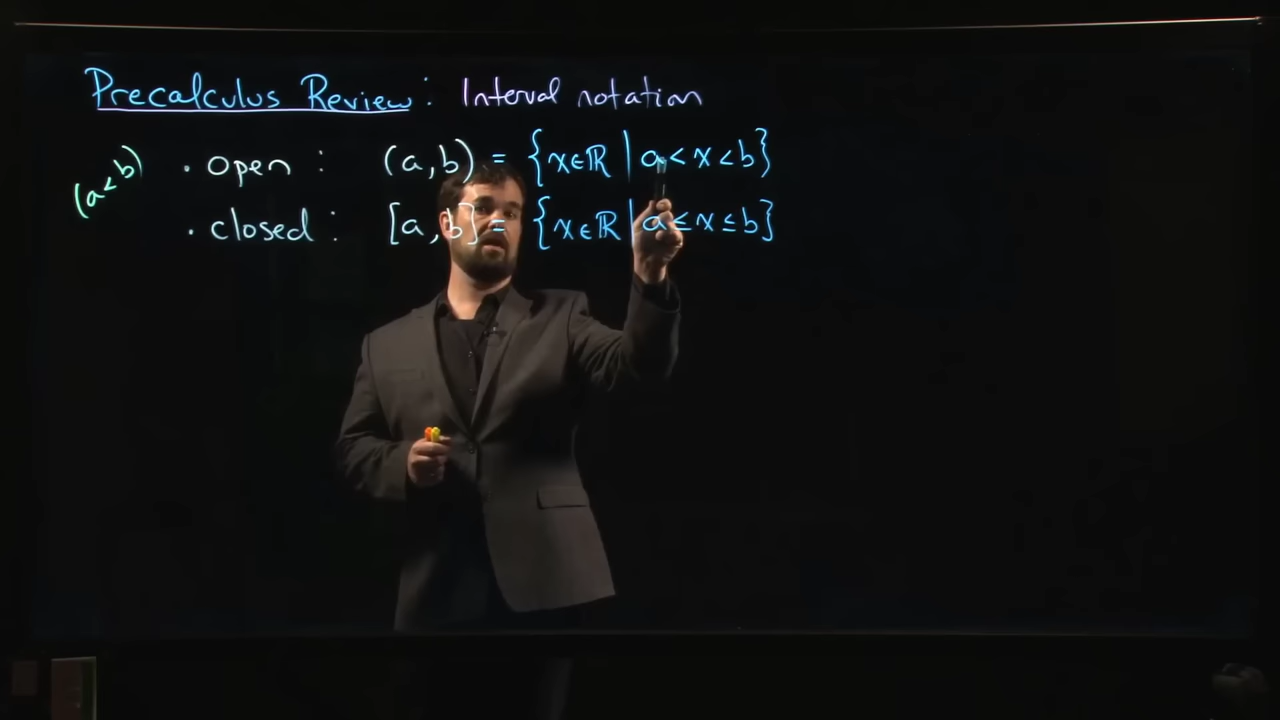 Precalculus Review: Interval notation
(a<b) • open : (a,b) = {x∈ℝ | a<x<b}
• closed : [a,b] = {x∈ℝ | a≤x≤b}